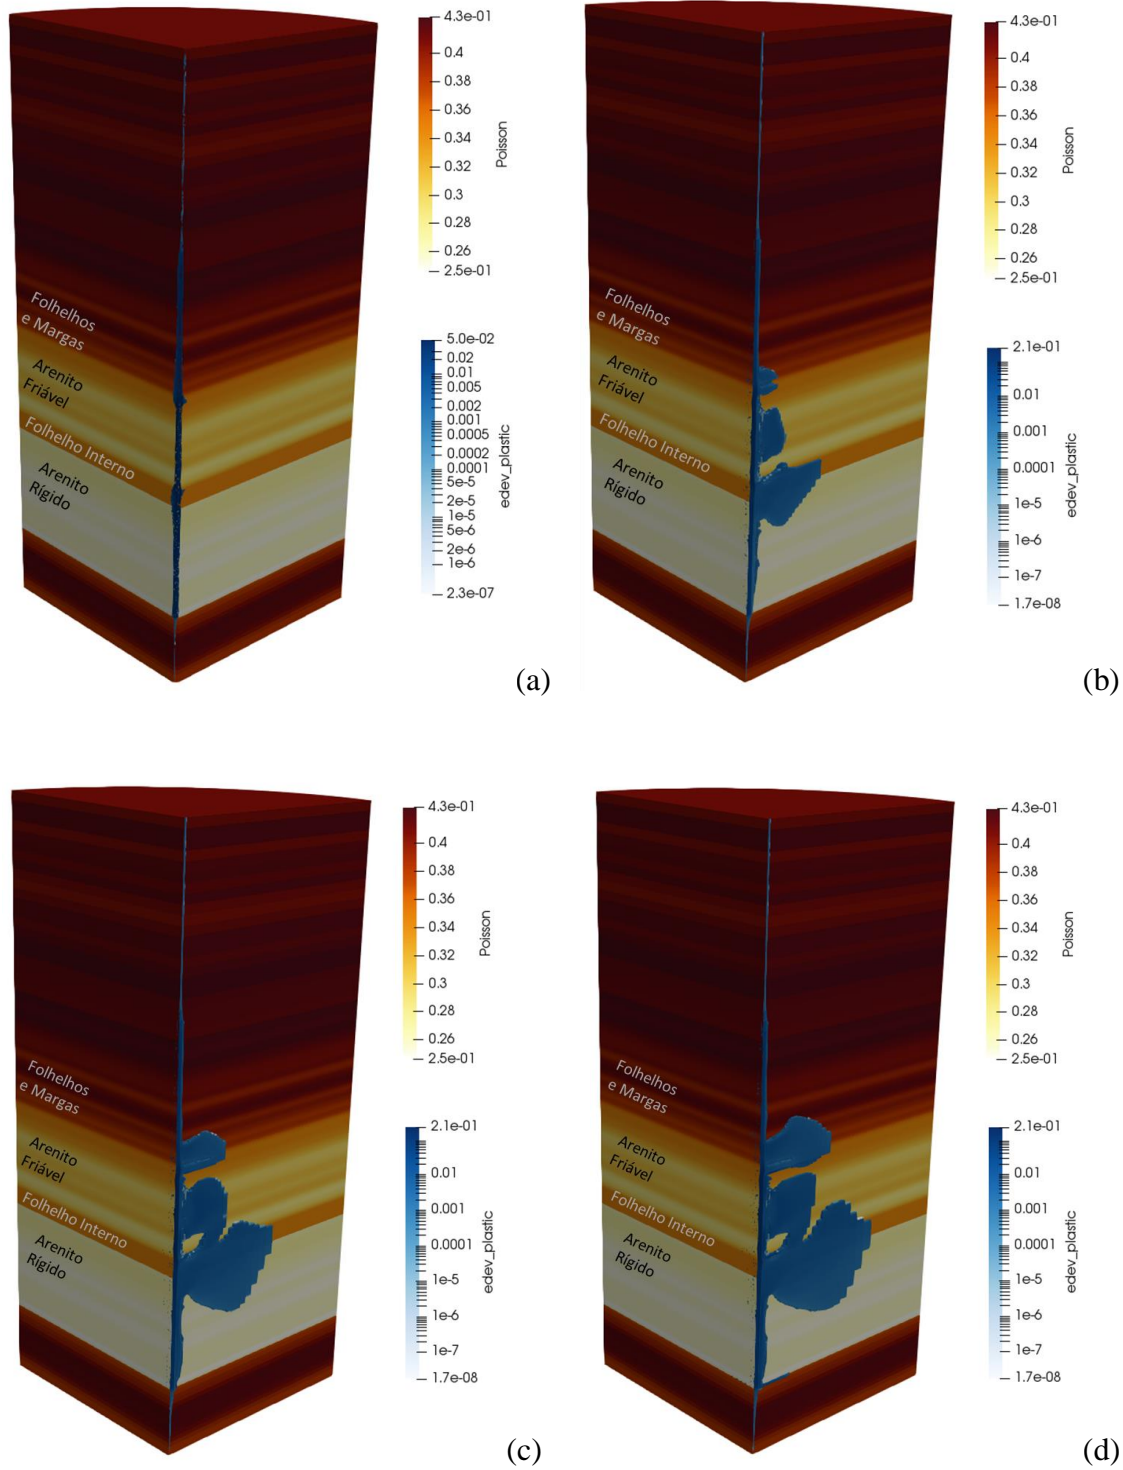 4.3e-01
0.4
0.38
0.36
0.34
0.32
0.3
0.28
0.26
2.5e-01
Poisson
Folhelhos
e Margas
Arenito
Friável
Folhelho Interno
Arenito
Rígido
5.0e-02
0.02
0.01
0.005
0.002
0.001
0.0005
0.0002
0.0001
5e-5
2e-5
1e-5
5e-6
2e-6
1e-6
2.3e-07
edev_plastic
(a)
4.3e-01
0.4
0.38
0.36
0.34
0.32
0.3
0.28
0.26
2.5e-01
Poisson
Folhelhos
e Margas
Arenito
Friável
Folhelho Interno
Arenito
Rígido
2.1e-01
0.01
0.001
0.0001
1e-5
1e-6
1e-7
1.7e-08
edev_plastic
(b)
4.3e-01
0.4
0.38
0.36
0.34
0.32
0.3
0.28
0.26
2.5e-01
Poisson
Folhelhos
e Margas
Arenito
Friável
Folhelho Interno
Arenito
Rígido
2.1e-01
0.01
0.001
0.0001
1e-5
1e-6
1e-7
1.7e-08
edev_plastic
(c)
4.3e-01
0.4
0.38
0.36
0.34
0.32
0.3
0.28
0.26
2.5e-01
Poisson
Folhelhos
e Margas
Arenito
Friável
Folhelho Interno
Arenito
Rígido
2.1e-01
0.01
0.001
0.0001
1e-5
1e-6
1e-7
1.7e-08
edev_plastic
(d)